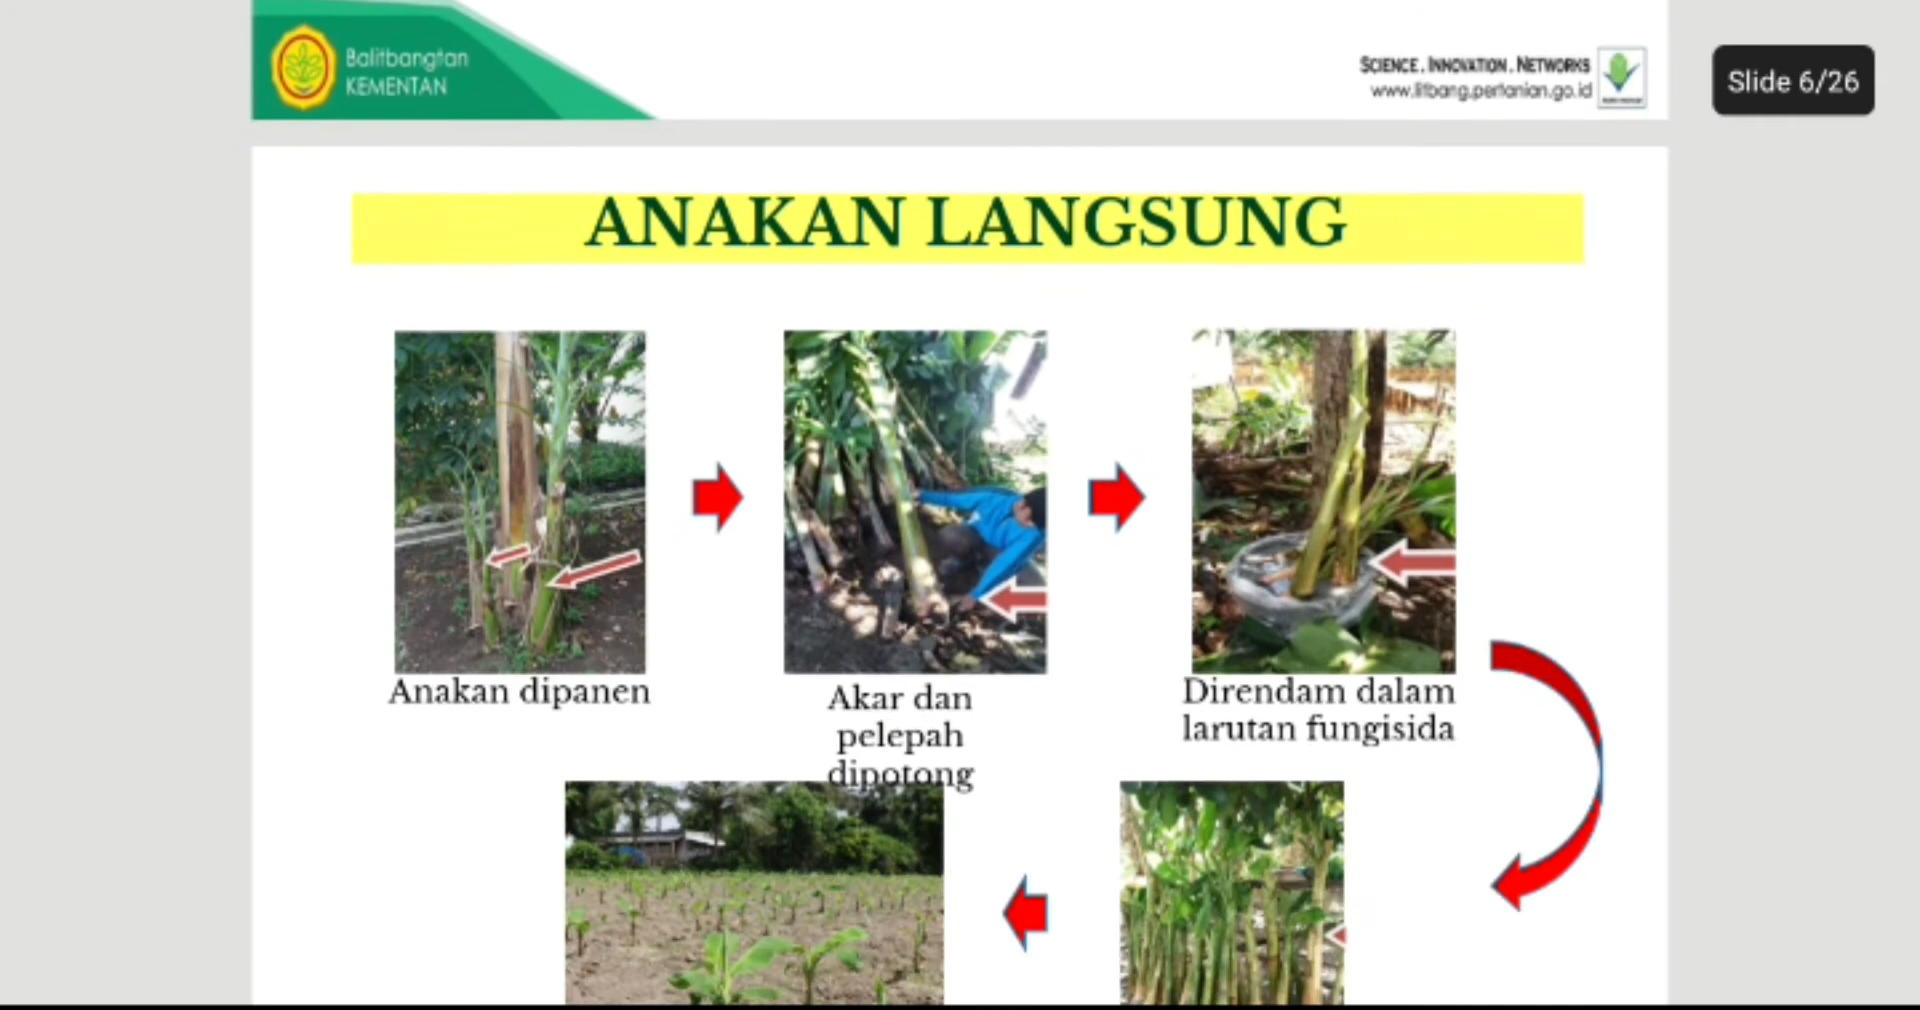 Balitbangtan
KEMENTAN
SCIENCE . INNOVATION . NETWORKS
www.litbang.pertanian.go.id
Slide 6/26
ANAKAN LANGSUNG
Anakan dipanen
Akar dan
pelepah
dipotong
Direndam dalam
larutan fungisida